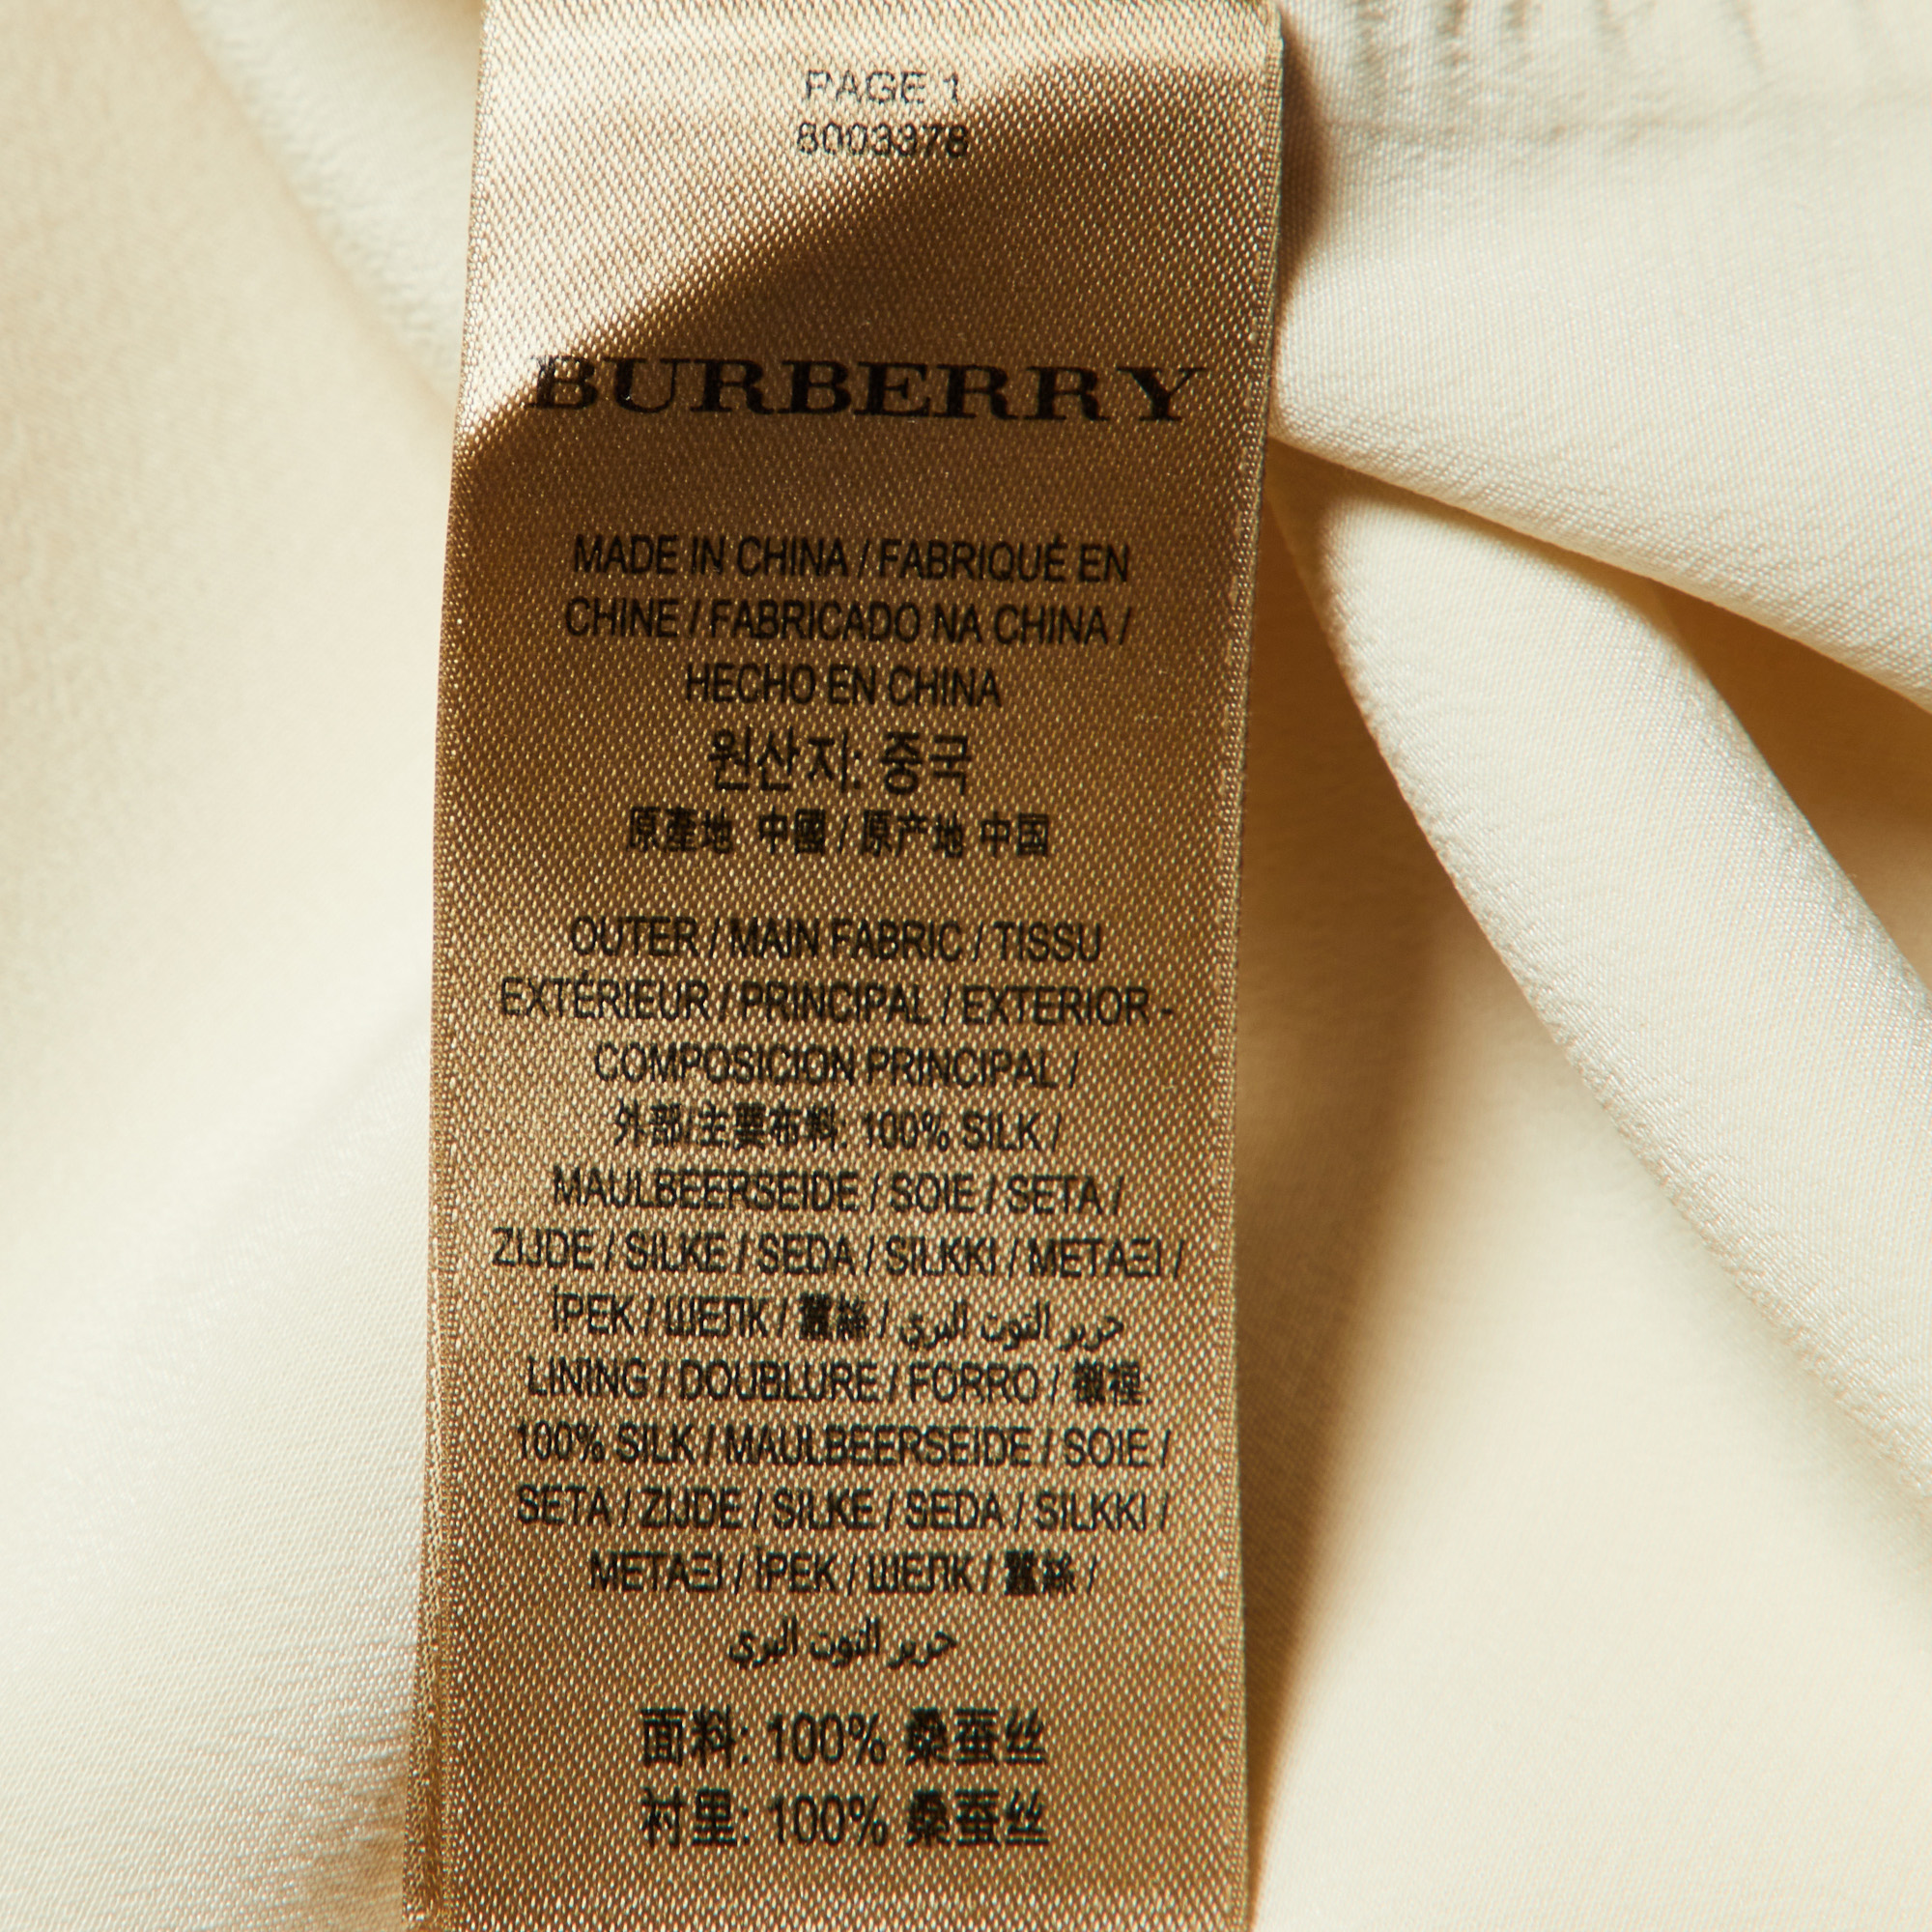 PAGE 1
8003378
BURBERRY
MADE IN CHINA / FABRIQUÉ EN
CHINE / FABRICADO NA CHINA /
HECHO EN CHINA
원산지: 중국
原產地 中國 / 原产地 中国
OUTER / MAIN FABRIC / TISSU
EXTÉRIEUR / PRINCIPAL / EXTERIOR -
COMPOSICION PRINCIPAL /
外部/主要布料: 100% SILK /
MAULBEERSEIDE / SOIE / SETA /
ZIJDE / SILKE / SEDA / SILKKI / ΜΕΤΑΞΙ /
İPEK / ШЕЛК / 蠶絲 / حرير التوت البري
LINING / DOUBLURE / FORRO / 襯裡
100% SILK / MAULBEERSEIDE / SOIE /
SETA / ZIJDE / SILKE / SEDA / SILKKI /
ΜΕΤΑΞΙ / İPEK / ШЕЛК / 蠶絲 /
حرير التوت البري
面料: 100% 桑蚕丝
衬里: 100% 桑蚕丝